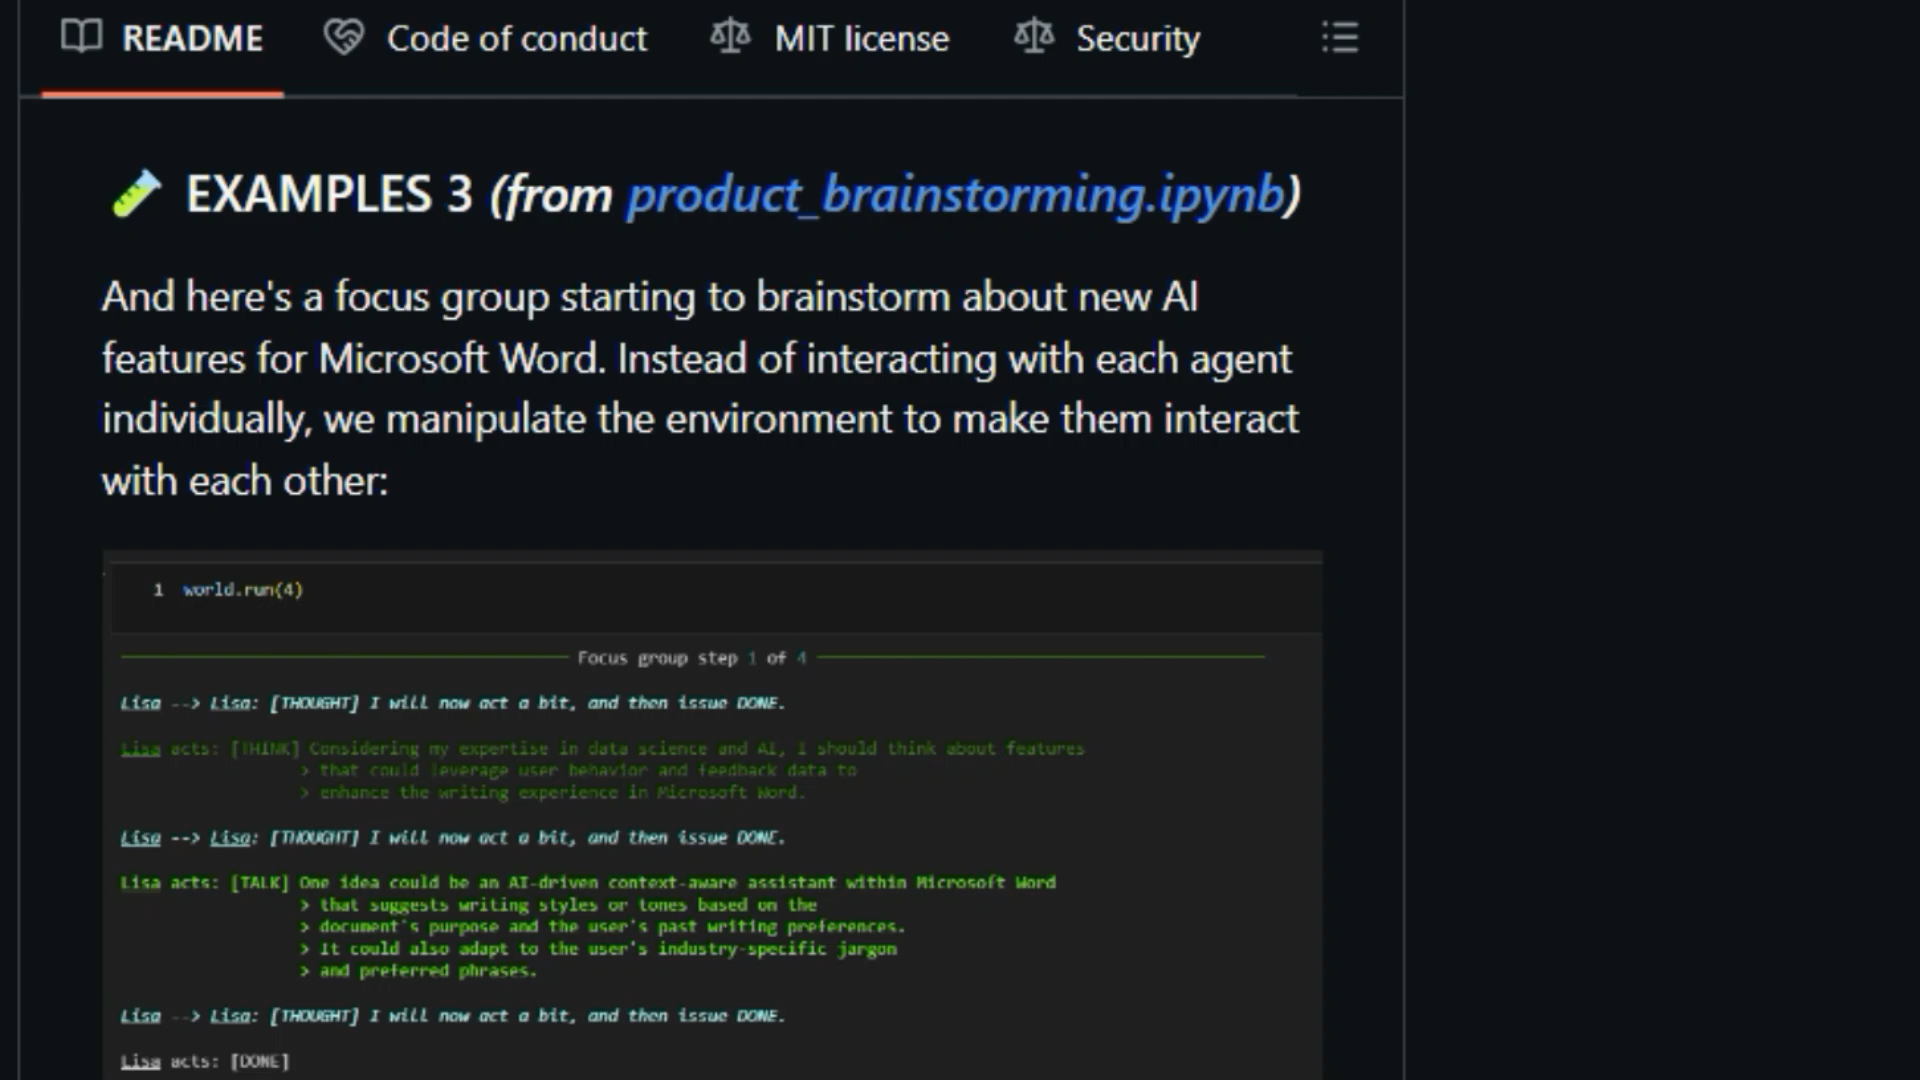 README Code of conduct MIT license Security
EXAMPLES 3 (from product_brainstorming.ipynb)
And here's a focus group starting to brainstorm about new AI
features for Microsoft Word. Instead of interacting with each agent
individually, we manipulate the environment to make them interact
with each other:
1 world.run(4)
Focus group step 1 of 4
Lisa --> Lisa: [THOUGHT] I will now act a bit, and then issue DONE.
Lisa acts: [THINK] Considering my expertise in data science and AI, I should think about features
> that could leverage user behavior and feedback data to
> enhance the writing experience in Microsoft Word.
Lisa --> Lisa: [THOUGHT] I will now act a bit, and then issue DONE.
Lisa acts: [TALK] One idea could be an AI-driven context-aware assistant within Microsoft Word
> that suggests writing styles or tones based on the
> document's purpose and the user's past writing preferences.
> It could also adapt to the user's industry-specific jargon
> and preferred phrases.
Lisa --> Lisa: [THOUGHT] I will now act a bit, and then issue DONE.
Lisa acts: [DONE]